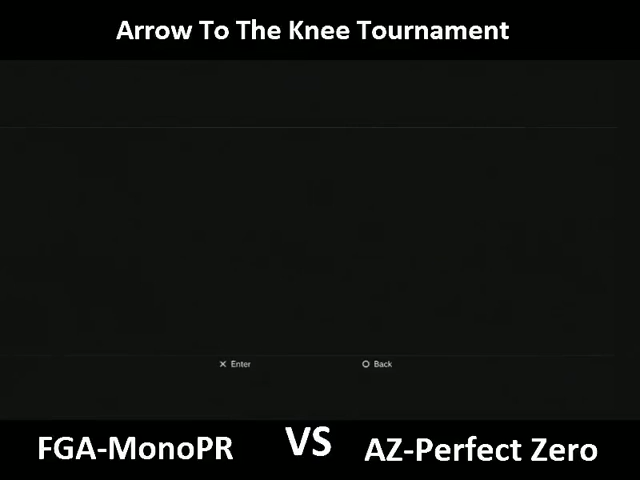 Arrow To The Knee Tournament
✕ Enter ○ Back
FGA-MonoPR VS AZ-Perfect Zero